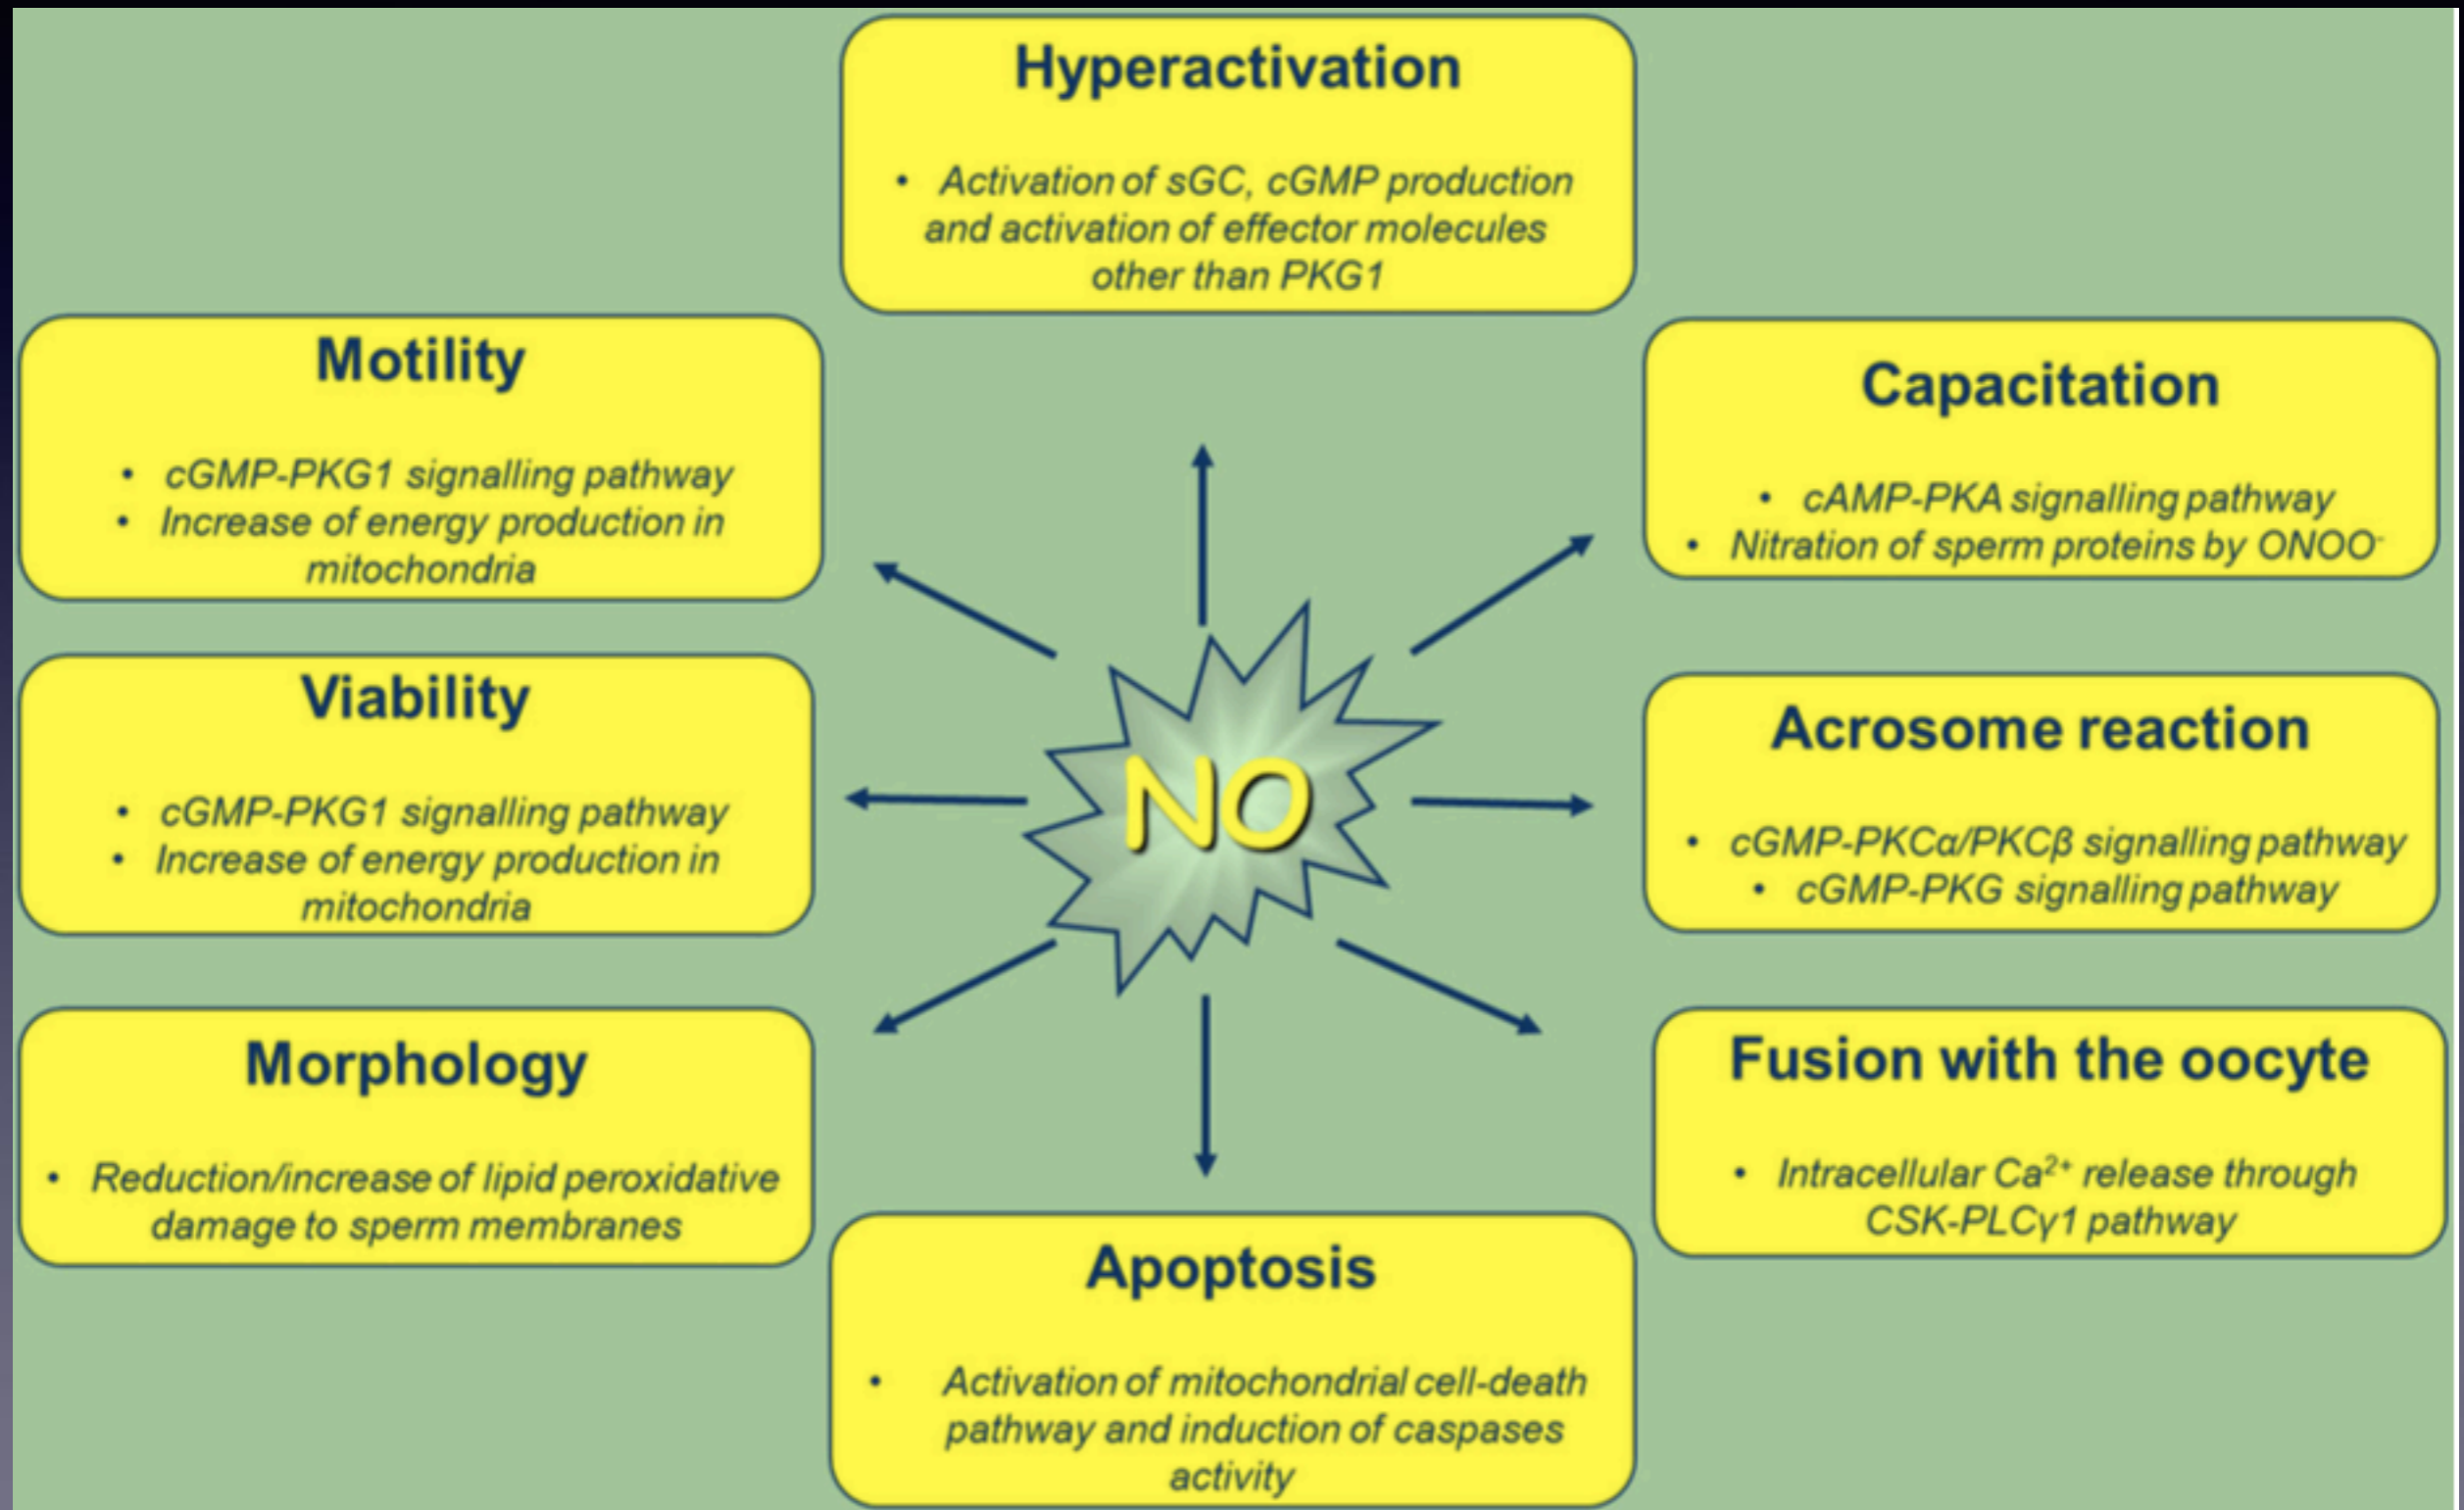 Hyperactivation
• Activation of sGC, cGMP production
and activation of effector molecules
other than PKG1
Motility
• cGMP-PKG1 signalling pathway
• Increase of energy production in
mitochondria
Capacitation
• cAMP-PKA signalling pathway
• Nitration of sperm proteins by ONOO⁻
Viability
• cGMP-PKG1 signalling pathway
• Increase of energy production in
mitochondria
NO
Acrosome reaction
• cGMP-PKCα/PKCβ signalling pathway
• cGMP-PKG signalling pathway
Morphology
• Reduction/increase of lipid peroxidative
damage to sperm membranes
Fusion with the oocyte
• Intracellular Ca²⁺ release through
CSK-PLCγ1 pathway
Apoptosis
• Activation of mitochondrial cell-death
pathway and induction of caspases
activity